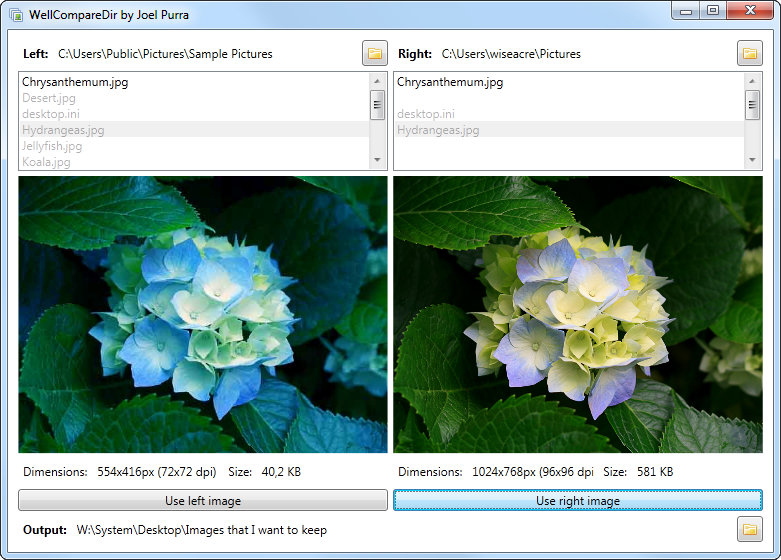 WellCompareDir by Joel Purra
Left: C:\Users\Public\Pictures\Sample Pictures
Chrysanthemum.jpg
Desert.jpg
desktop.ini
Hydrangeas.jpg
Jellyfish.jpg
Koala.jpg
Right: C:\Users\wiseacre\Pictures
Chrysanthemum.jpg
desktop.ini
Hydrangeas.jpg
Dimensions: 554x416px (72x72 dpi) Size: 40,2 KB
Dimensions: 1024x768px (96x96 dpi Size: 581 KB
Use left image
Use right image
Output: W:\System\Desktop\Images that I want to keep